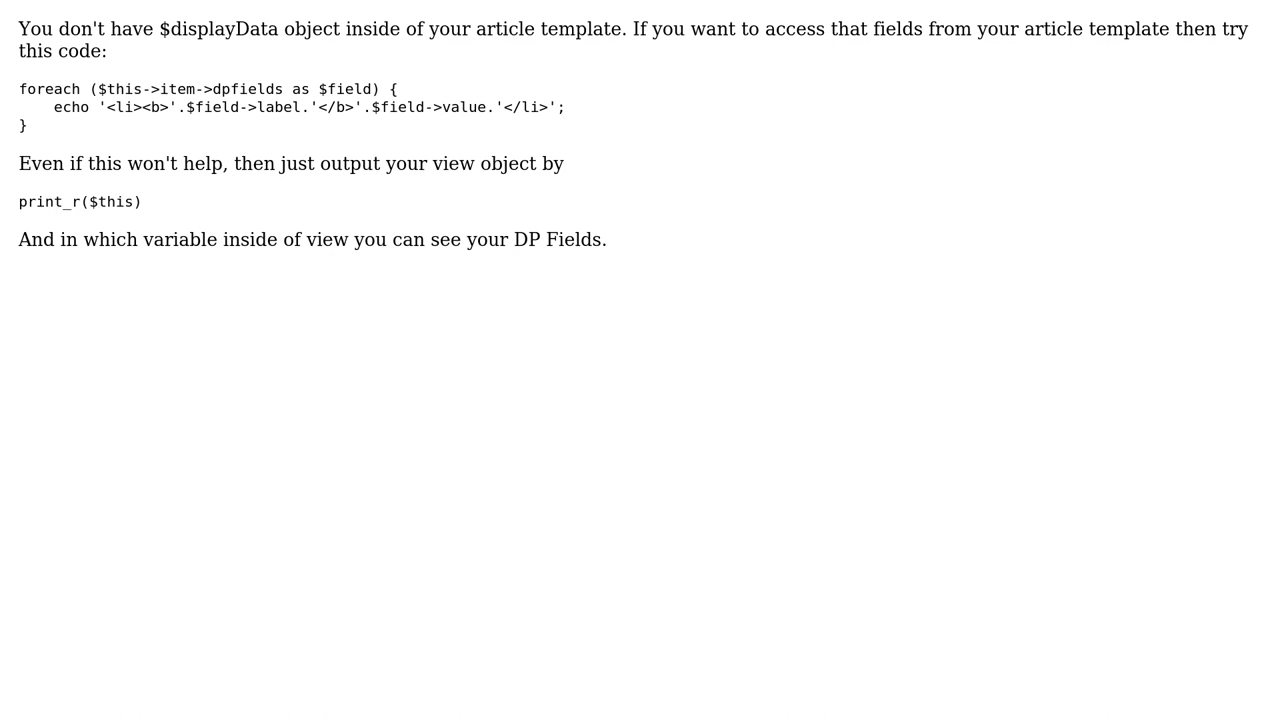 You don't have $displayData object inside of your article template. If you want to access that fields from your article template then try
this code:
foreach ($this->item->dpfields as $field) {
    echo '<li><b>'.$field->label.'</b>'.$field->value.'</li>';
}
Even if this won't help, then just output your view object by
print_r($this)
And in which variable inside of view you can see your DP Fields.